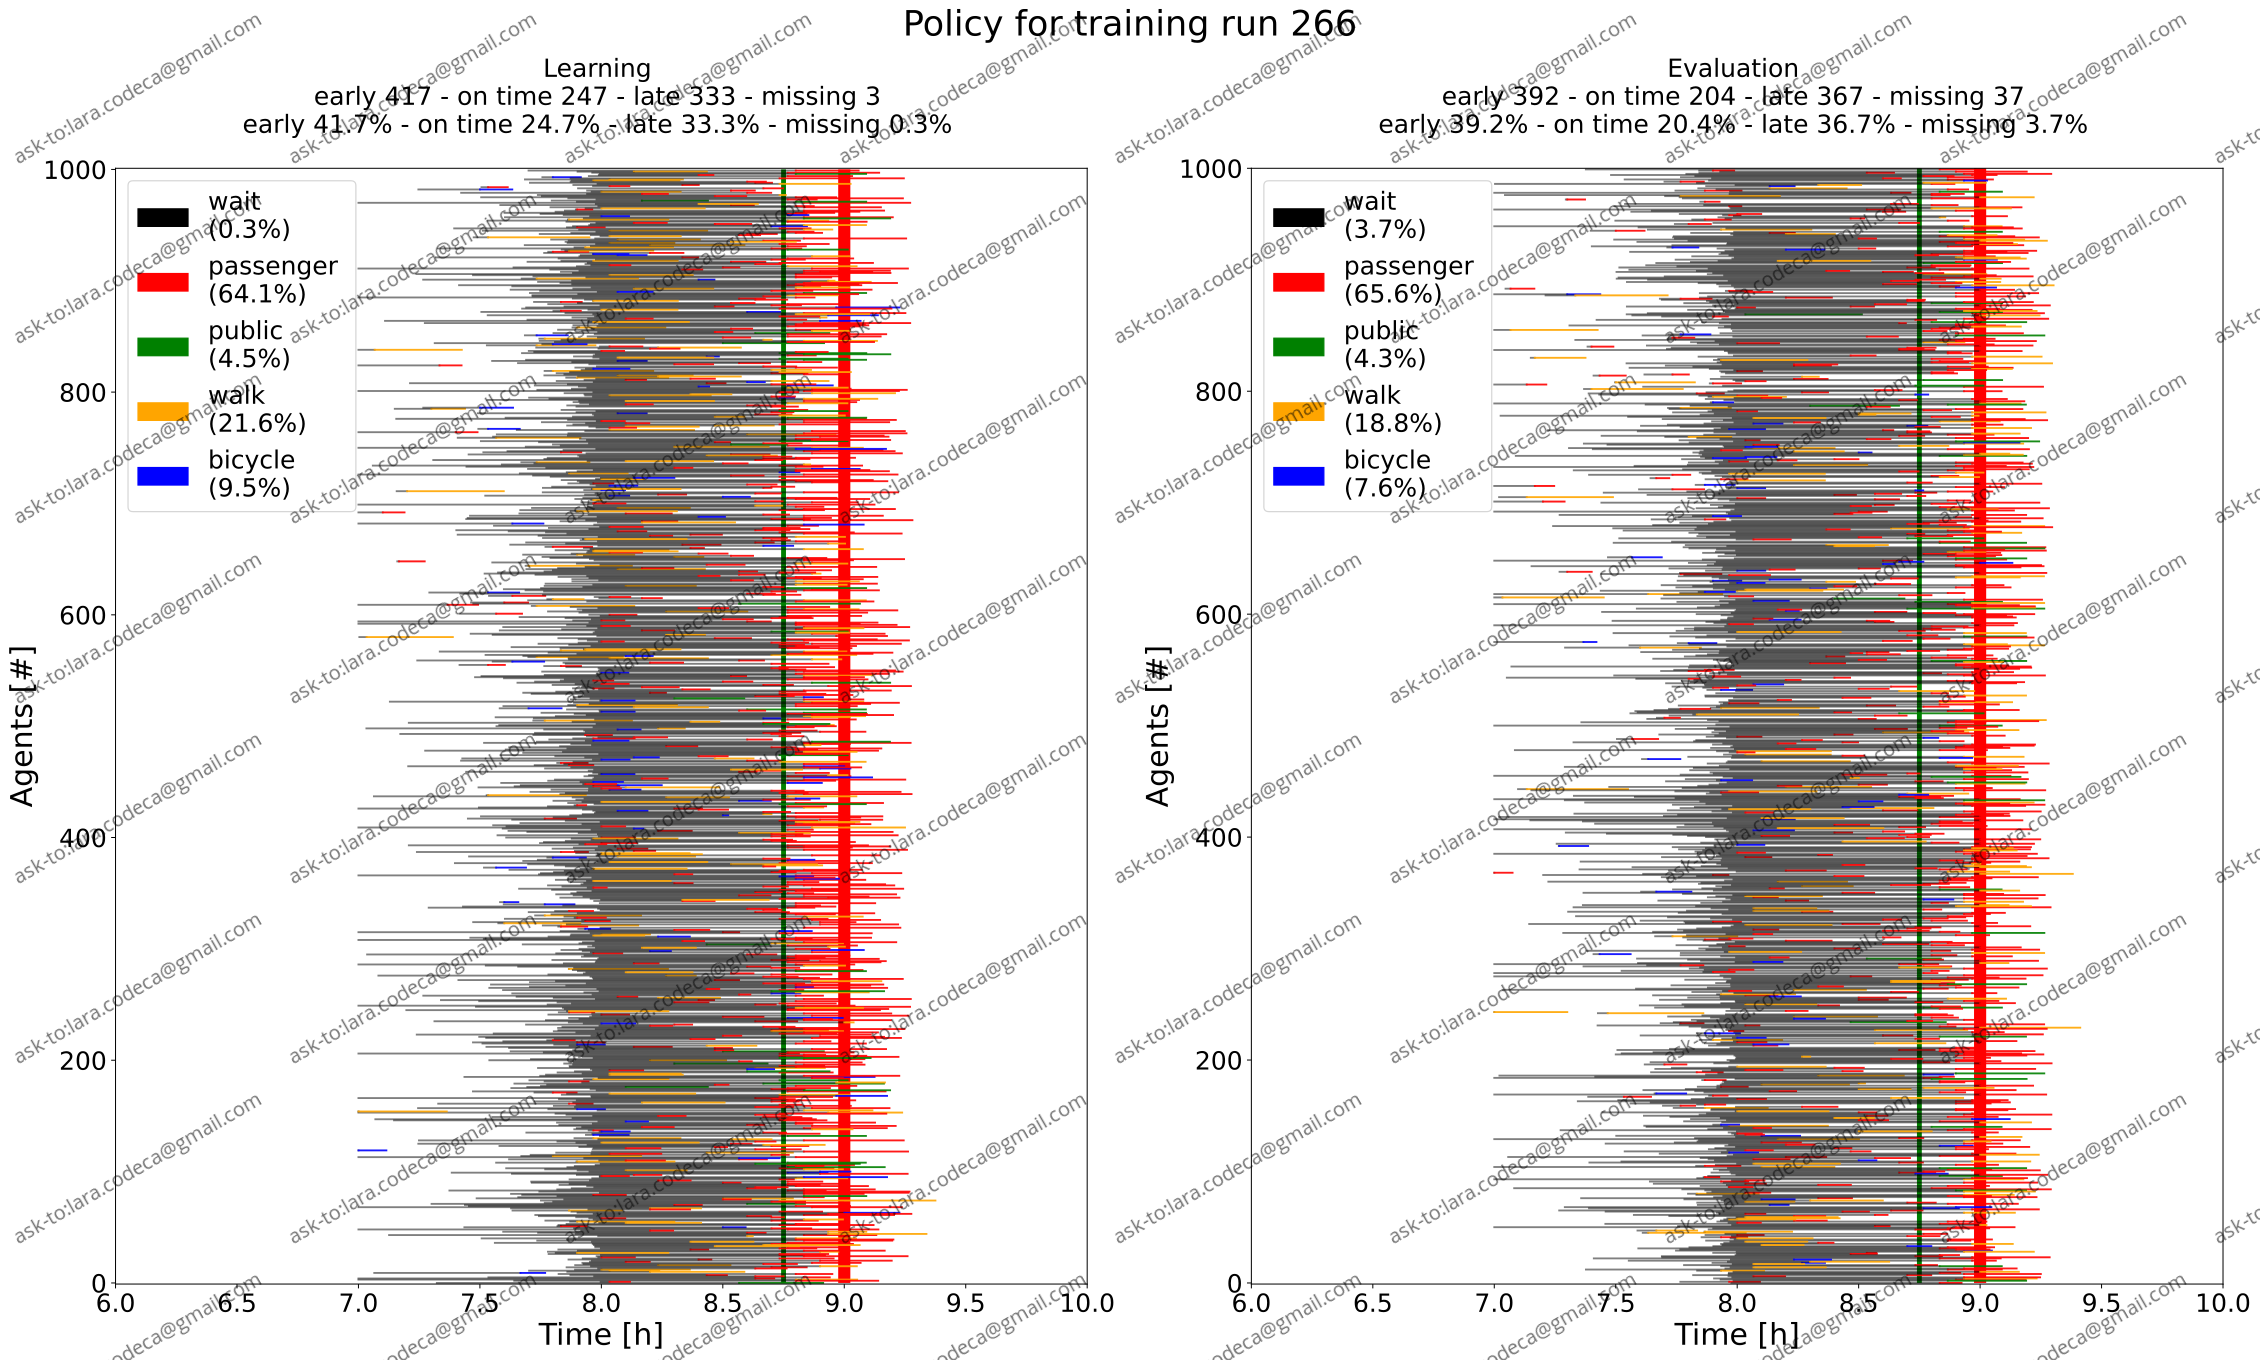 Policy for training run 266
Learning
early 417 - on time 247 - late 333 - missing 3
early 41.7% - on time 24.7% - late 33.3% - missing 0.3%
1000
800
600
400
200
0
Agents [#]
wait
(0.3%)
passenger
(64.1%)
public
(4.5%)
walk
(21.6%)
bicycle
(9.5%)
6.0 6.5 7.0 7.5 8.0 8.5 9.0 9.5 10.0
Time [h]
Evaluation
early 392 - on time 204 - late 367 - missing 37
early 39.2% - on time 20.4% - late 36.7% - missing 3.7%
1000
800
600
400
200
0
Agents [#]
wait
(3.7%)
passenger
(65.6%)
public
(4.3%)
walk
(18.8%)
bicycle
(7.6%)
6.0 6.5 7.0 7.5 8.0 8.5 9.0 9.5 10.0
Time [h]
ask-to:lara.codeca@gmail.com